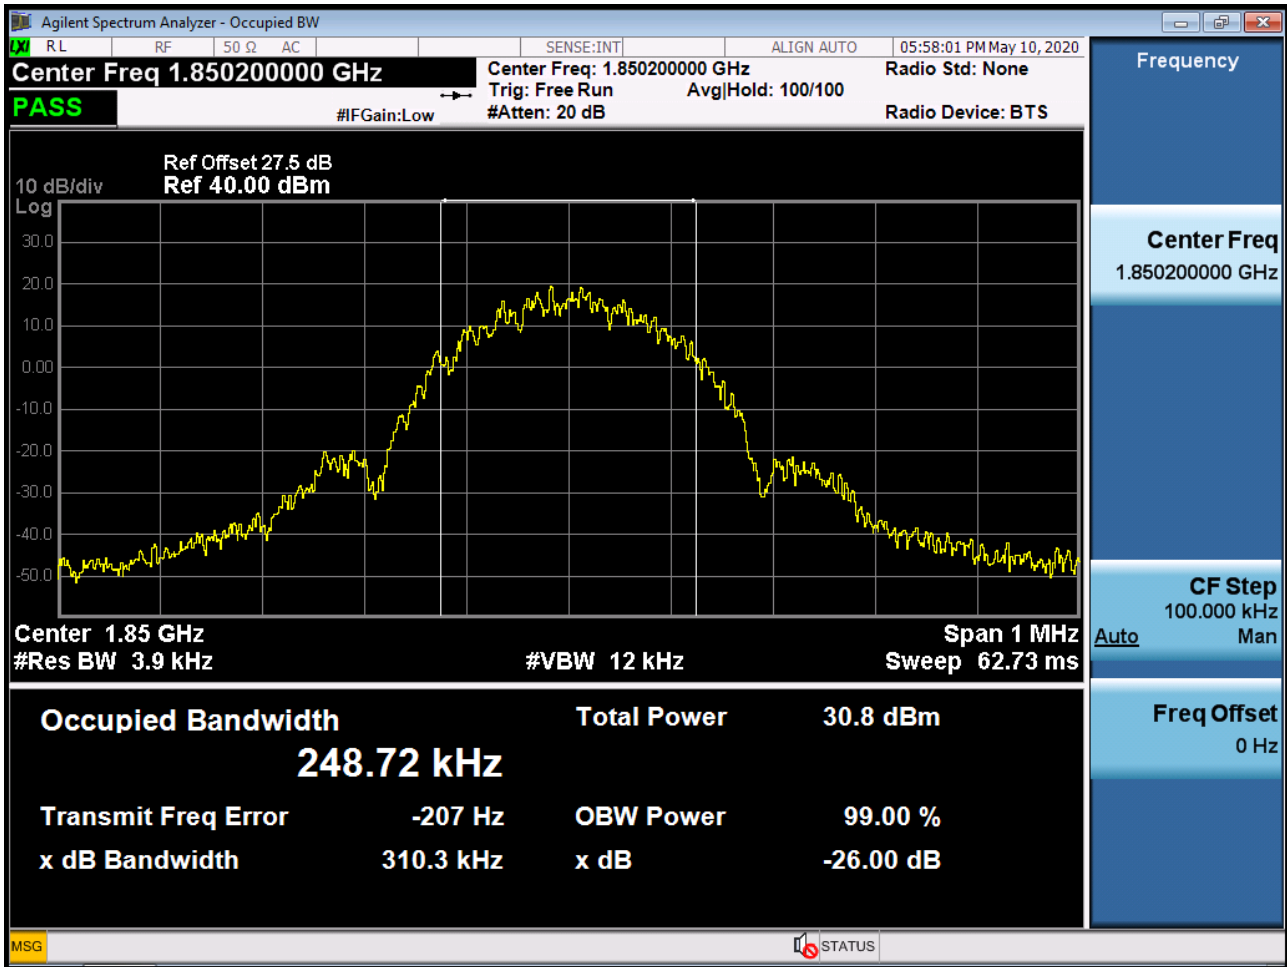 Agilent Spectrum Analyzer - Occupied BW
LXI RL RF 50 Ω AC SENSE:INT ALIGN AUTO 05:58:01 PM May 10, 2020
Center Freq 1.850200000 GHz
Center Freq: 1.850200000 GHz
Radio Std: None
Trig: Free Run Avg|Hold: 100/100
PASS
#IFGain:Low
#Atten: 20 dB
Radio Device: BTS
Ref Offset 27.5 dB
10 dB/div Ref 40.00 dBm
Log
30.0
20.0
10.0
0.00
-10.0
-20.0
-30.0
-40.0
-50.0
Center 1.85 GHz Span 1 MHz
#Res BW 3.9 kHz #VBW 12 kHz Sweep 62.73 ms
Occupied Bandwidth Total Power 30.8 dBm
248.72 kHz
Transmit Freq Error -207 Hz OBW Power 99.00 %
x dB Bandwidth 310.3 kHz x dB -26.00 dB
Frequency
Center Freq
1.850200000 GHz
CF Step
100.000 kHz
Auto Man
Freq Offset
0 Hz
MSG STATUS